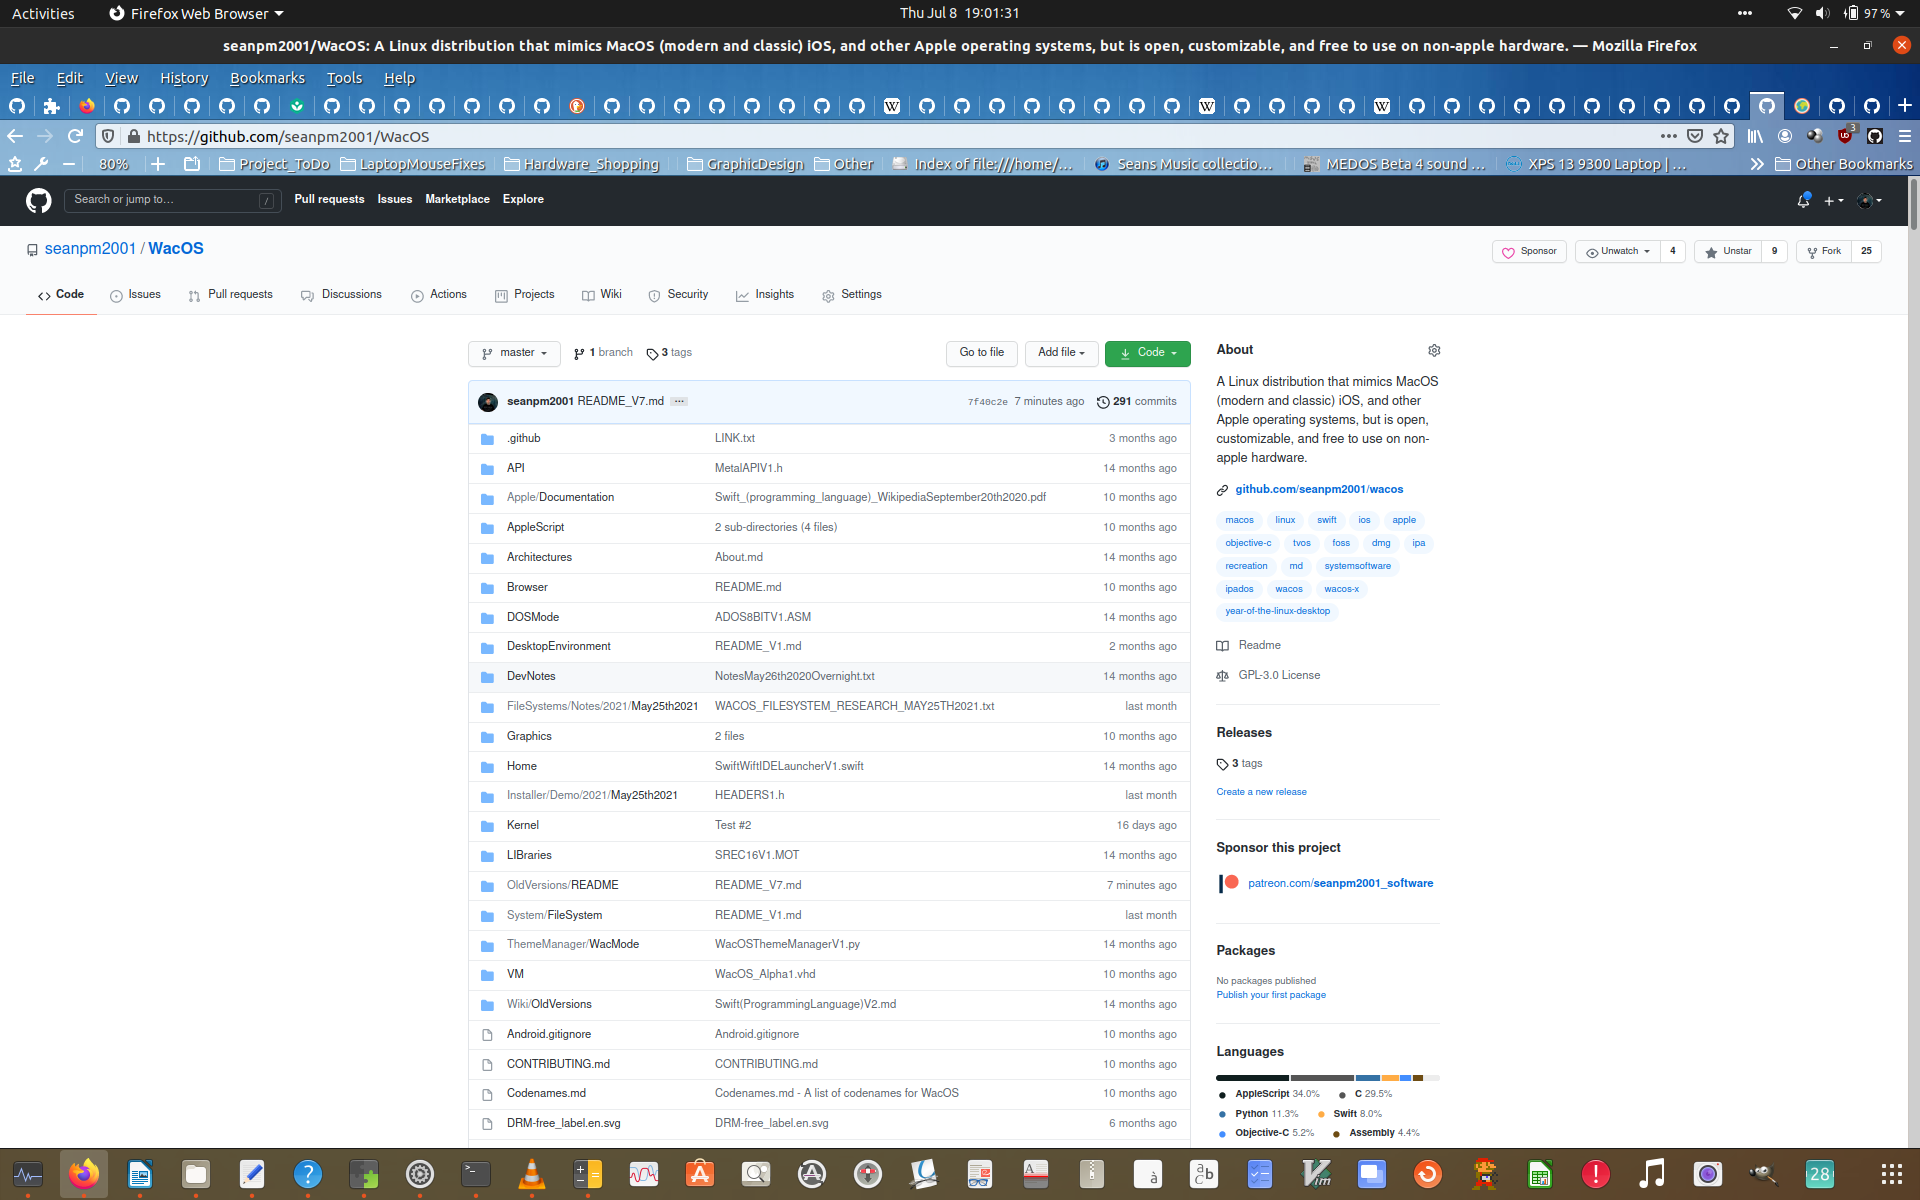 Activities Firefox Web Browser Thu Jul 8 19:01:31 97%
seanpm2001/WacOS: A Linux distribution that mimics MacOS (modern and classic) iOS, and other Apple operating systems, but is open, customizable, and free to use on non-apple hardware. — Mozilla Firefox
File Edit View History Bookmarks Tools Help
https://github.com/seanpm2001/WacOS 3
80% Project_ToDo LaptopMouseFixes Hardware_Shopping GraphicDesign Other Index of file:///home/... Seans Music collectio... MEDOS Beta 4 sound ... XPS 13 9300 Laptop | ... Other Bookmarks
Search or jump to... / Pull requests Issues Marketplace Explore
seanpm2001 / WacOS Sponsor Unwatch 4 Unstar 9 Fork 25
Code Issues Pull requests Discussions Actions Projects Wiki Security Insights Settings
master 1 branch 3 tags Go to file Add file Code
seanpm2001 README_V7.md ... 7f40c2e 7 minutes ago 291 commits
.github LINK.txt 3 months ago
API MetalAPIV1.h 14 months ago
Apple/Documentation Swift_(programming_language)_WikipediaSeptember20th2020.pdf 10 months ago
AppleScript 2 sub-directories (4 files) 10 months ago
Architectures About.md 14 months ago
Browser README.md 10 months ago
DOSMode ADOS8BITV1.ASM 14 months ago
DesktopEnvironment README_V1.md 2 months ago
DevNotes NotesMay26th2020Overnight.txt 14 months ago
FileSystems/Notes/2021/May25th2021 WACOS_FILESYSTEM_RESEARCH_MAY25TH2021.txt last month
Graphics 2 files 10 months ago
Home SwiftWiftIDELauncherV1.swift 14 months ago
Installer/Demo/2021/May25th2021 HEADERS1.h last month
Kernel Test #2 16 days ago
LIBraries SREC16V1.MOT 14 months ago
OldVersions/README README_V7.md 7 minutes ago
System/FileSystem README_V1.md last month
ThemeManager/WacMode WacOSThemeManagerV1.py 14 months ago
VM WacOS_Alpha1.vhd 10 months ago
Wiki/OldVersions Swift(ProgrammingLanguage)V2.md 14 months ago
Android.gitignore Android.gitignore 10 months ago
CONTRIBUTING.md CONTRIBUTING.md 10 months ago
Codenames.md Codenames.md - A list of codenames for WacOS 10 months ago
DRM-free_label.en.svg DRM-free_label.en.svg 6 months ago
About
A Linux distribution that mimics MacOS
(modern and classic) iOS, and other
Apple operating systems, but is open,
customizable, and free to use on non-
apple hardware.
github.com/seanpm2001/wacos
macos linux swift ios apple
objective-c tvos foss dmg ipa
recreation md systemsoftware
ipados wacos wacos-x
year-of-the-linux-desktop
Readme
GPL-3.0 License
Releases
3 tags
Create a new release
Sponsor this project
patreon.com/seanpm2001_software
Packages
No packages published
Publish your first package
Languages
AppleScript 34.0% C 29.5%
Python 11.3% Swift 8.0%
Objective-C 5.2% Assembly 4.4%
28